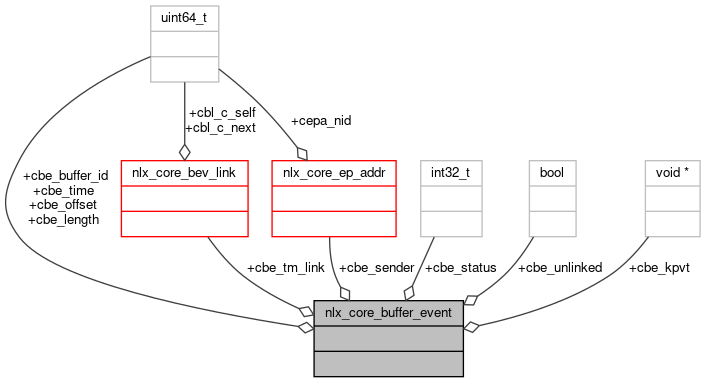 uint64_t
+cbl_c_self
+cbl_c_next
+cepa_nid
+cbe_buffer_id
+cbe_time
+cbe_offset
+cbe_length
nlx_core_bev_link
nlx_core_ep_addr
int32_t
bool
void *
+cbe_tm_link
+cbe_sender
+cbe_status
+cbe_unlinked
+cbe_kpvt
nlx_core_buffer_event